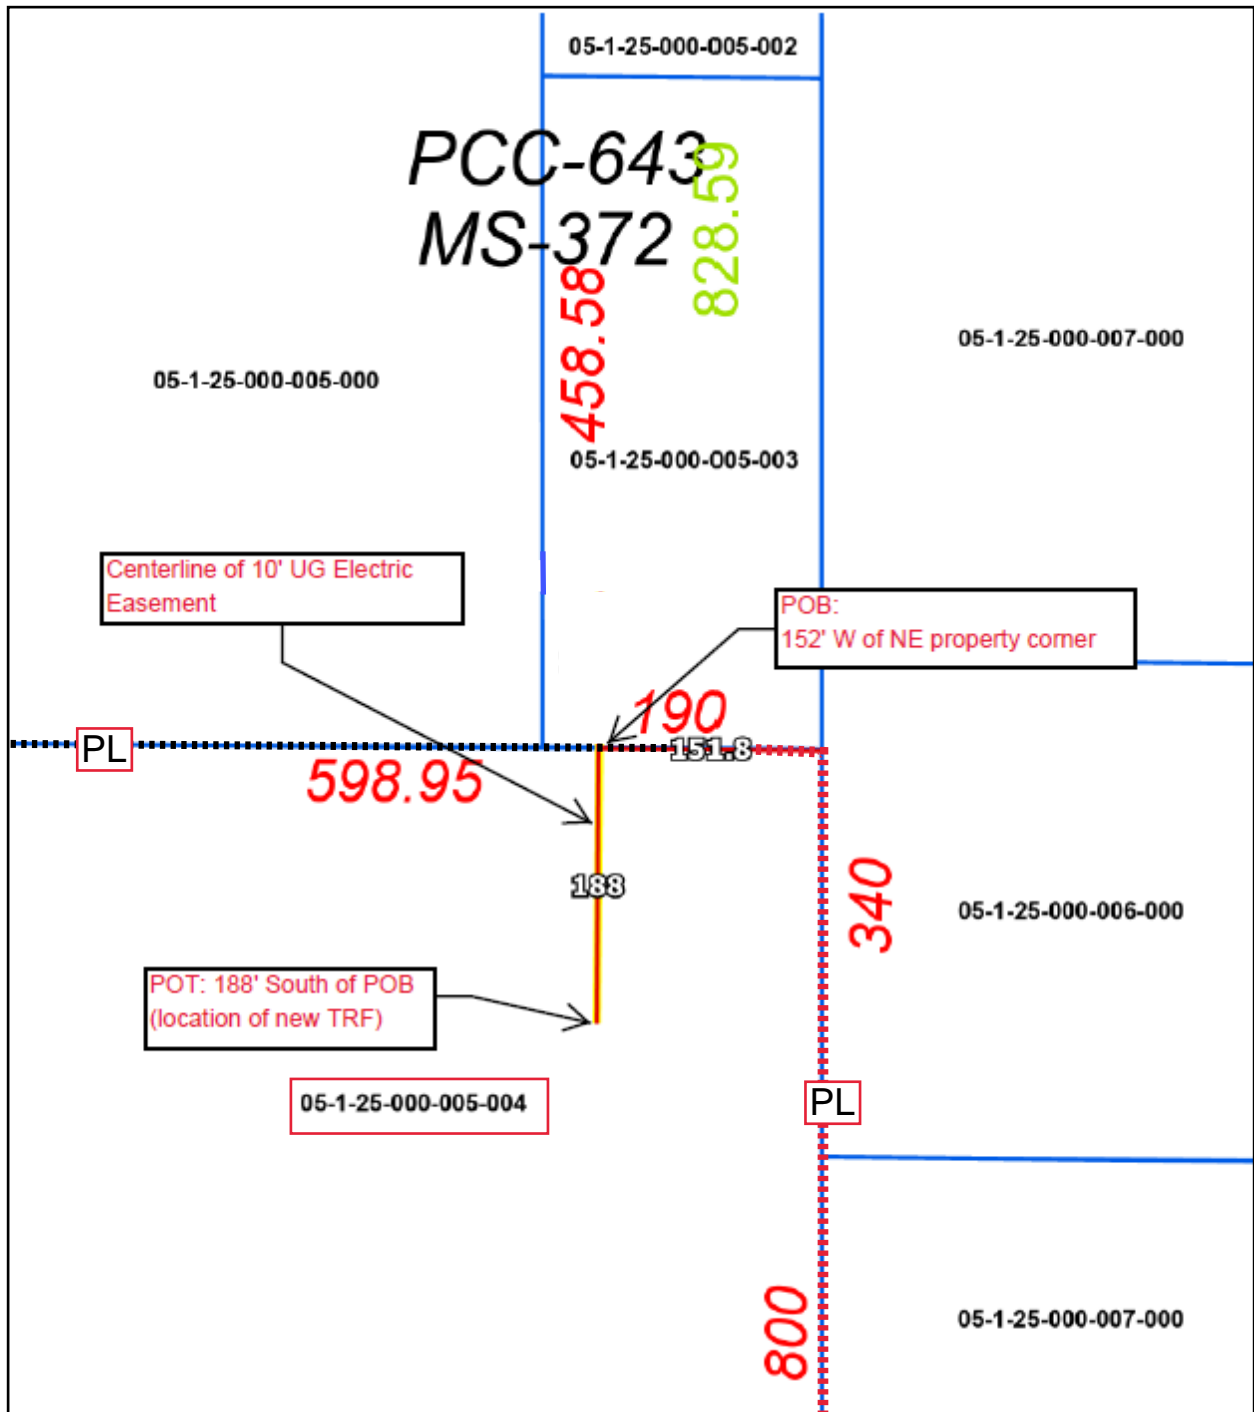 05-1-25-000-005-002
PCC-643
MS-372
828.59
458.58
05-1-25-000-007-000
05-1-25-000-005-000
05-1-25-000-005-003
Centerline of 10' UG Electric
Easement
POB:
152' W of NE property corner
190
PL
151.8
598.95
188
340
05-1-25-000-006-000
POT: 188' South of POB
(location of new TRF)
05-1-25-000-005-004
PL
800
05-1-25-000-007-000